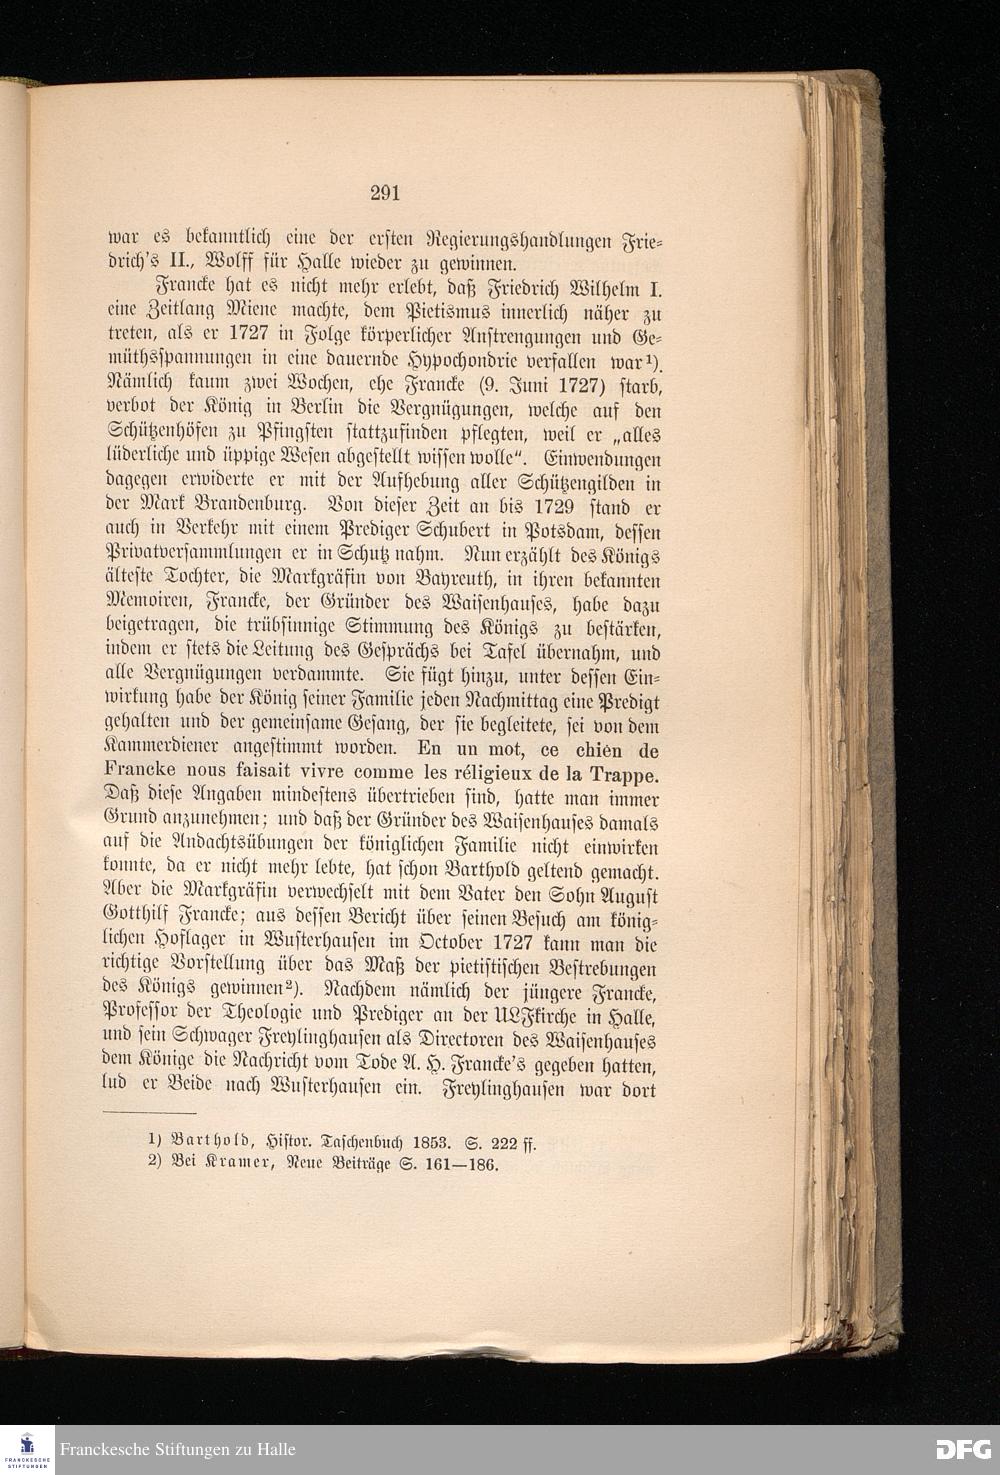 291
war es bekanntlich eine der ersten Regierungshandlungen Frie-
drich's II., Wolff für Halle wieder zu gewinnen.
Francke hat es nicht mehr erlebt, daß Friedrich Wilhelm I.
eine Zeitlang Miene machte, dem Pietismus innerlich näher zu
treten, als er 1727 in Folge körperlicher Anstrengungen und Ge-
müthsspannungen in eine dauernde Hypochondrie verfallen war¹).
Nämlich kaum zwei Wochen, ehe Francke (9. Juni 1727) starb,
verbot der König in Berlin die Vergnügungen, welche auf den
Schützenhöfen zu Pfingsten stattzufinden pflegten, weil er „alles
lüderliche und üppige Wesen abgestellt wissen wolle“. Einwendungen
dagegen erwiderte er mit der Aufhebung aller Schützengilden in
der Mark Brandenburg. Von dieser Zeit an bis 1729 stand er
auch in Verkehr mit einem Prediger Schubert in Potsdam, dessen
Privatversammlungen er in Schutz nahm. Nun erzählt des Königs
älteste Tochter, die Markgräfin von Bayreuth, in ihren bekannten
Memoiren, Francke, der Gründer des Waisenhauses, habe dazu
beigetragen, die trübsinnige Stimmung des Königs zu bestärken,
indem er stets die Leitung des Gesprächs bei Tafel übernahm, und
alle Vergnügungen verdammte. Sie fügt hinzu, unter dessen Ein-
wirkung habe der König seiner Familie jeden Nachmittag eine Predigt
gehalten und der gemeinsame Gesang, der sie begleitete, sei von dem
Kammerdiener angestimmt worden. En un mot, ce chien de
Francke nous faisait vivre comme les réligieux de la Trappe.
Daß diese Angaben mindestens übertrieben sind, hatte man immer
Grund anzunehmen; und daß der Gründer des Waisenhauses damals
auf die Andachtsübungen der königlichen Familie nicht einwirken
konnte, da er nicht mehr lebte, hat schon Barthold geltend gemacht.
Aber die Markgräfin verwechselt mit dem Vater den Sohn August
Gotthilf Francke; aus dessen Bericht über seinen Besuch am könig-
lichen Hoflager in Wusterhausen im October 1727 kann man die
richtige Vorstellung über das Maß der pietistischen Bestrebungen
des Königs gewinnen²). Nachdem nämlich der jüngere Francke,
Professor der Theologie und Prediger an der ULFkirche in Halle,
und sein Schwager Freylinghausen als Directoren des Waisenhauses
dem Könige die Nachricht vom Tode A. H. Francke's gegeben hatten,
lud er Beide nach Wusterhausen ein. Freylinghausen war dort
1) Barthold, Histor. Taschenbuch 1853. S. 222 ff.
2) Bei Kramer, Neue Beiträge S. 161—186.
FRANCKESCHE
STIFTUNGEN
Franckesche Stiftungen zu Halle
DFG